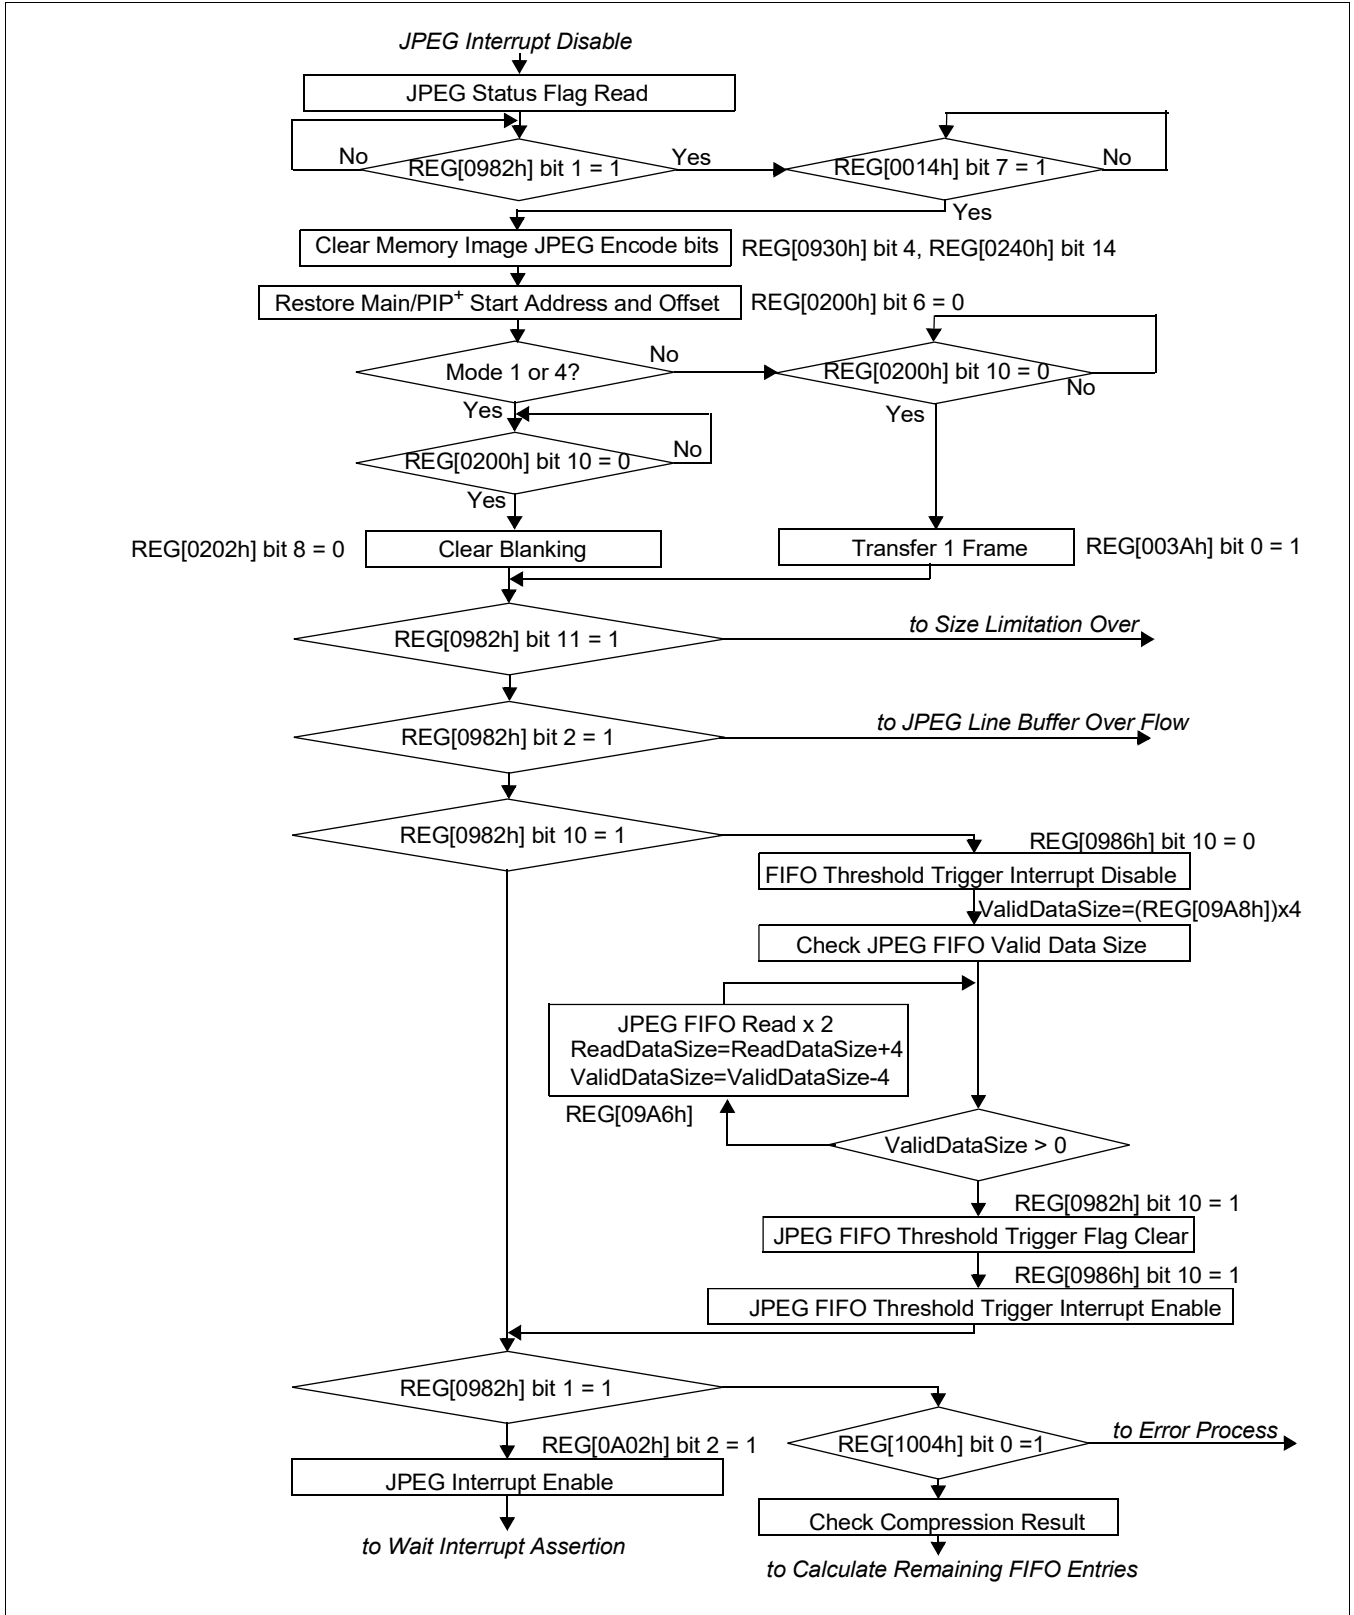 JPEG Interrupt Disable
JPEG Status Flag Read
No
REG[0982h] bit 1 = 1
Yes
REG[0014h] bit 7 = 1
No
Yes
Clear Memory Image JPEG Encode bits
REG[0930h] bit 4, REG[0240h] bit 14
Restore Main/PIP+ Start Address and Offset
REG[0200h] bit 6 = 0
Mode 1 or 4?
No
REG[0200h] bit 10 = 0
No
Yes
Yes
REG[0200h] bit 10 = 0
No
Yes
REG[0202h] bit 8 = 0
Clear Blanking
Transfer 1 Frame
REG[003Ah] bit 0 = 1
REG[0982h] bit 11 = 1
to Size Limitation Over
REG[0982h] bit 2 = 1
to JPEG Line Buffer Over Flow
REG[0982h] bit 10 = 1
REG[0986h] bit 10 = 0
FIFO Threshold Trigger Interrupt Disable
ValidDataSize=(REG[09A8h])x4
Check JPEG FIFO Valid Data Size
JPEG FIFO Read x 2
ReadDataSize=ReadDataSize+4
ValidDataSize=ValidDataSize-4
REG[09A6h]
ValidDataSize > 0
REG[0982h] bit 10 = 1
JPEG FIFO Threshold Trigger Flag Clear
REG[0986h] bit 10 = 1
JPEG FIFO Threshold Trigger Interrupt Enable
REG[0982h] bit 1 = 1
REG[1004h] bit 0 =1
to Error Process
REG[0A02h] bit 2 = 1
JPEG Interrupt Enable
Check Compression Result
to Wait Interrupt Assertion
to Calculate Remaining FIFO Entries